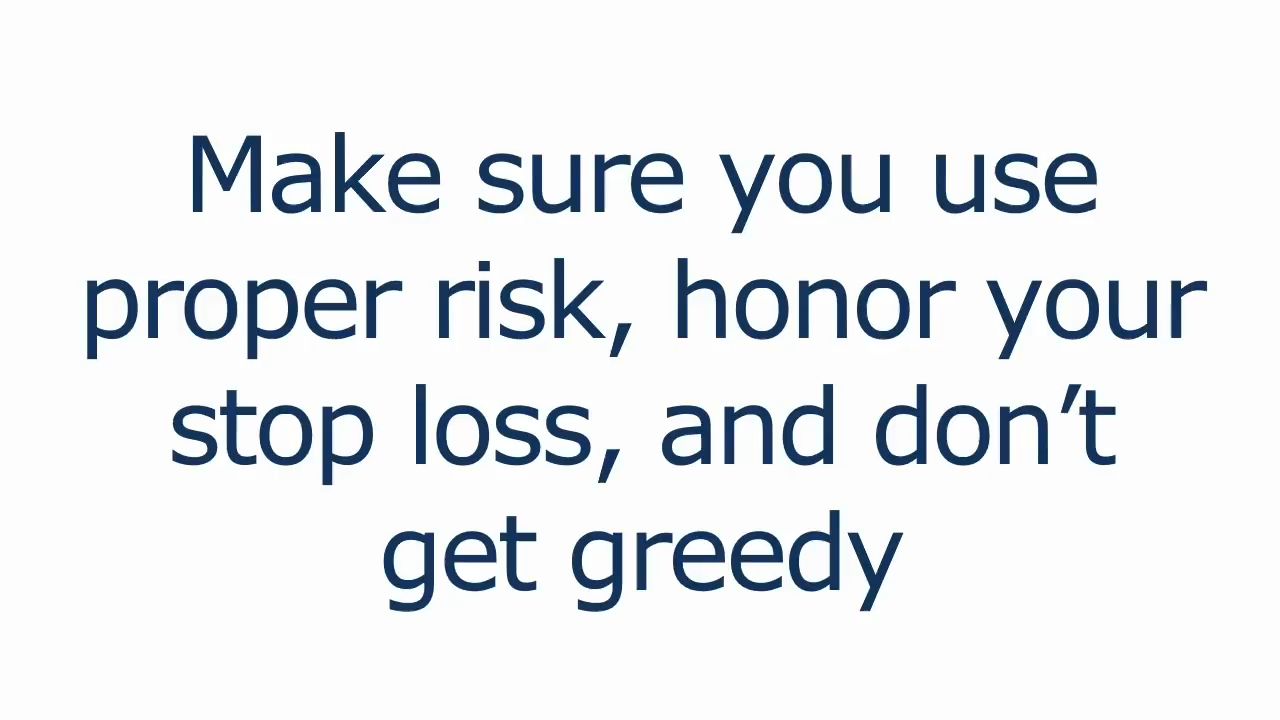 Make sure you use
proper risk, honor your
stop loss, and don’t
get greedy